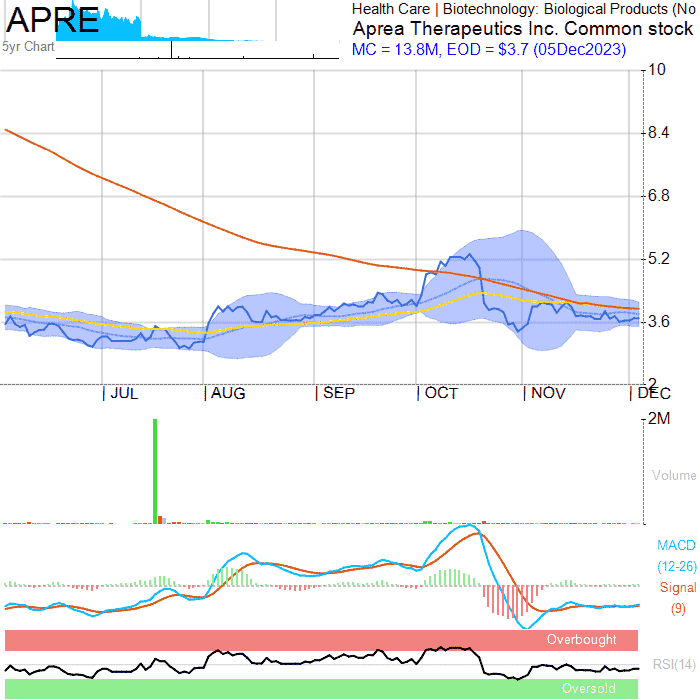 APRE
5yr Chart
Health Care | Biotechnology: Biological Products (No
Aprea Therapeutics Inc. Common stock
MC = 13.8M, EOD = $3.7 (05Dec2023)
10
8.4
6.8
5.2
3.6
2
JUL AUG SEP OCT NOV DEC
2M
Volume
MACD
(12-26)
Signal
(9)
Overbought
RSI(14)
Oversold